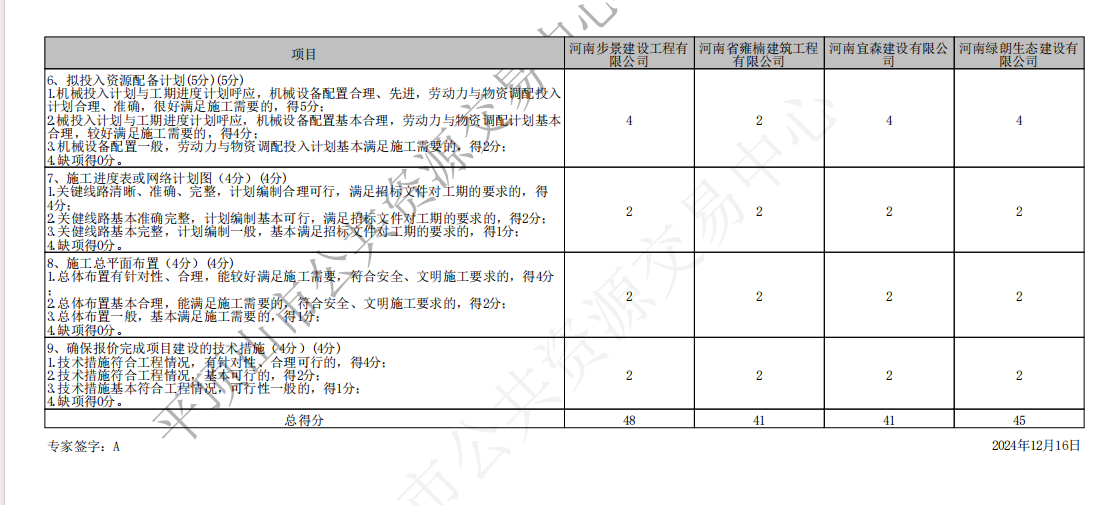 项目
河南步景建设工程有限公司
河南省雍楠建筑工程有限公司
河南宜森建设有限公司
河南绿朗生态建设有限公司
6、拟投入资源配备计划(5分)(5分)
1.机械投入计划与工期进度计划呼应，机械设备配置合理、先进，劳动力与物资调配投入
计划合理、准确，很好满足施工需要的，得5分；
2.械投入计划与工期进度计划呼应，机械设备配置基本合理，劳动力与物资调配计划基本
合理，较好满足施工需要的，得4分；
3.机械设备配置一般，劳动力与物资调配投入计划基本满足施工需要的，得2分；
4.缺项得0分。
4
2
4
4
7、施工进度表或网络计划图（4分）(4分)
1.关键线路清晰、准确、完整，计划编制合理可行，满足招标文件对工期的要求的，得
4分；
2.关健线路基本准确完整，计划编制基本可行，满足招标文件对工期的要求的，得2分；
3.关健线路基本完整，计划编制一般，基本满足招标文件对工期的要求的，得1分；
4.缺项得0分。
2
2
2
2
8、施工总平面布置（4分）(4分)
1.总体布置有针对性、合理，能较好满足施工需要，符合安全、文明施工要求的，得4分
；
2.总体布置基本合理，能满足施工需要的，符合安全、文明施工要求的，得2分；
3.总体布置一般，基本满足施工需要的，得1分；
4.缺项得0分。
2
2
2
2
9、确保报价完成项目建设的技术措施（4分）(4分)
1.技术措施符合工程情况，有针对性、合理可行的，得4分；
2.技术措施符合工程情况，基本可行的，得2分；
3.技术措施基本符合工程情况，可行性一般的，得1分；
4.缺项得0分。
2
2
2
2
总得分
48
41
41
45
专家签字：A
2024年12月16日
平顶山市公共资源交易中心
市公共资源交易中心